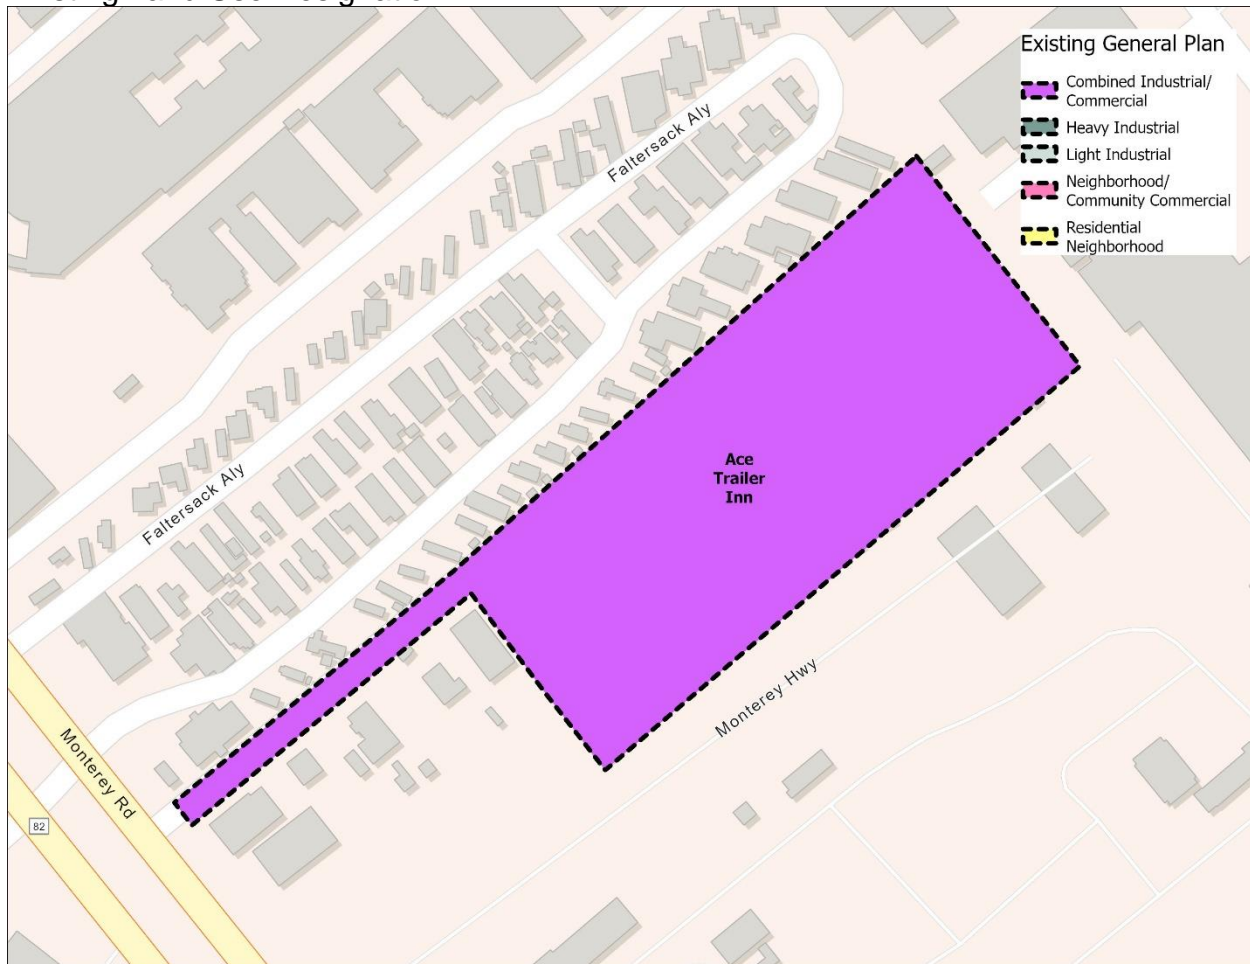 Existing General Plan
Combined Industrial/
Commercial
Heavy Industrial
Light Industrial
Neighborhood/
Community Commercial
Residential
Neighborhood
Faltersack Aly
Faltersack Aly
Ace
Trailer
Inn
Monterey Hwy
Monterey Rd
82